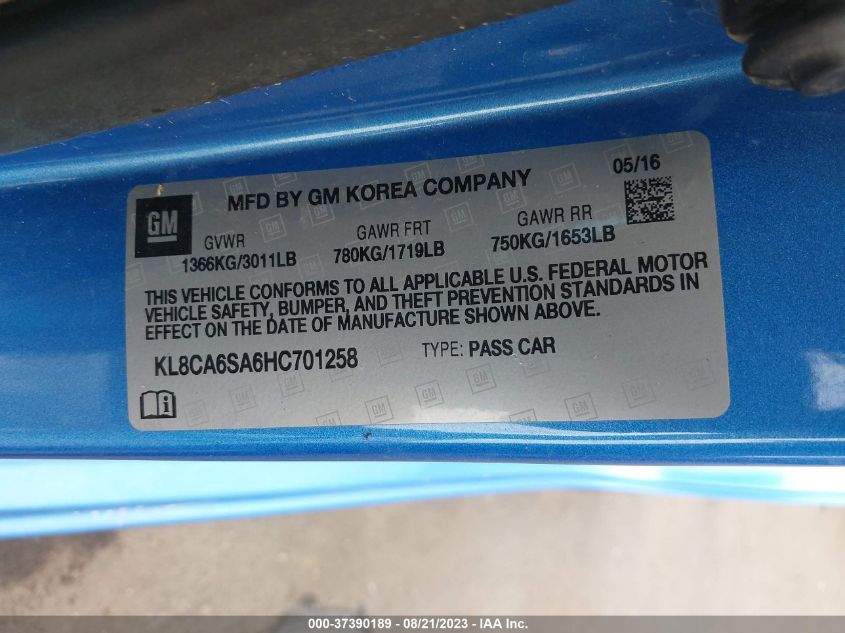 GM
MFD BY GM KOREA COMPANY
05/16
GVWR
1366KG/3011LB
GAWR FRT
780KG/1719LB
GAWR RR
750KG/1653LB
THIS VEHICLE CONFORMS TO ALL APPLICABLE U.S. FEDERAL MOTOR
VEHICLE SAFETY, BUMPER, AND THEFT PREVENTION STANDARDS IN
EFFECT ON THE DATE OF MANUFACTURE SHOWN ABOVE.
KL8CA6SA6HC701258
TYPE: PASS CAR
000-37390189 - 08/21/2023 - IAA Inc.